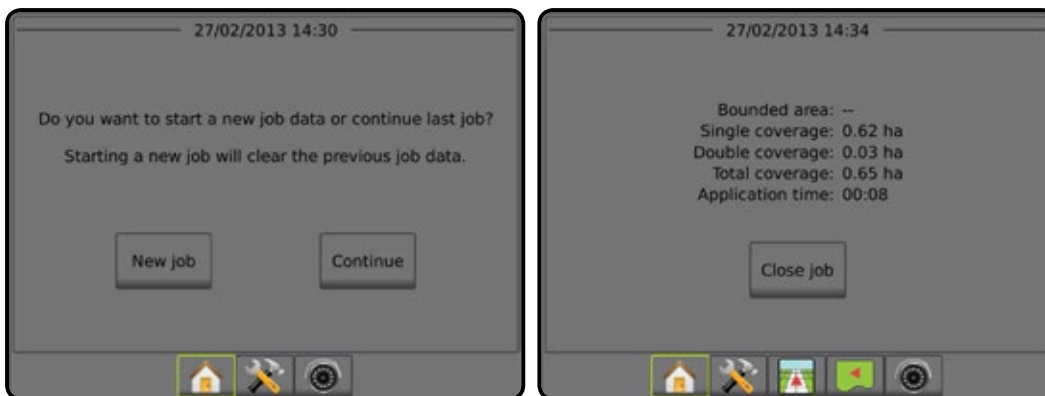 27/02/2013 14:30
Do you want to start a new job data or continue last job?
Starting a new job will clear the previous job data.
New job
Continue
27/02/2013 14:34
Bounded area: --
Single coverage: 0.62 ha
Double coverage: 0.03 ha
Total coverage: 0.65 ha
Application time: 00:08
Close job